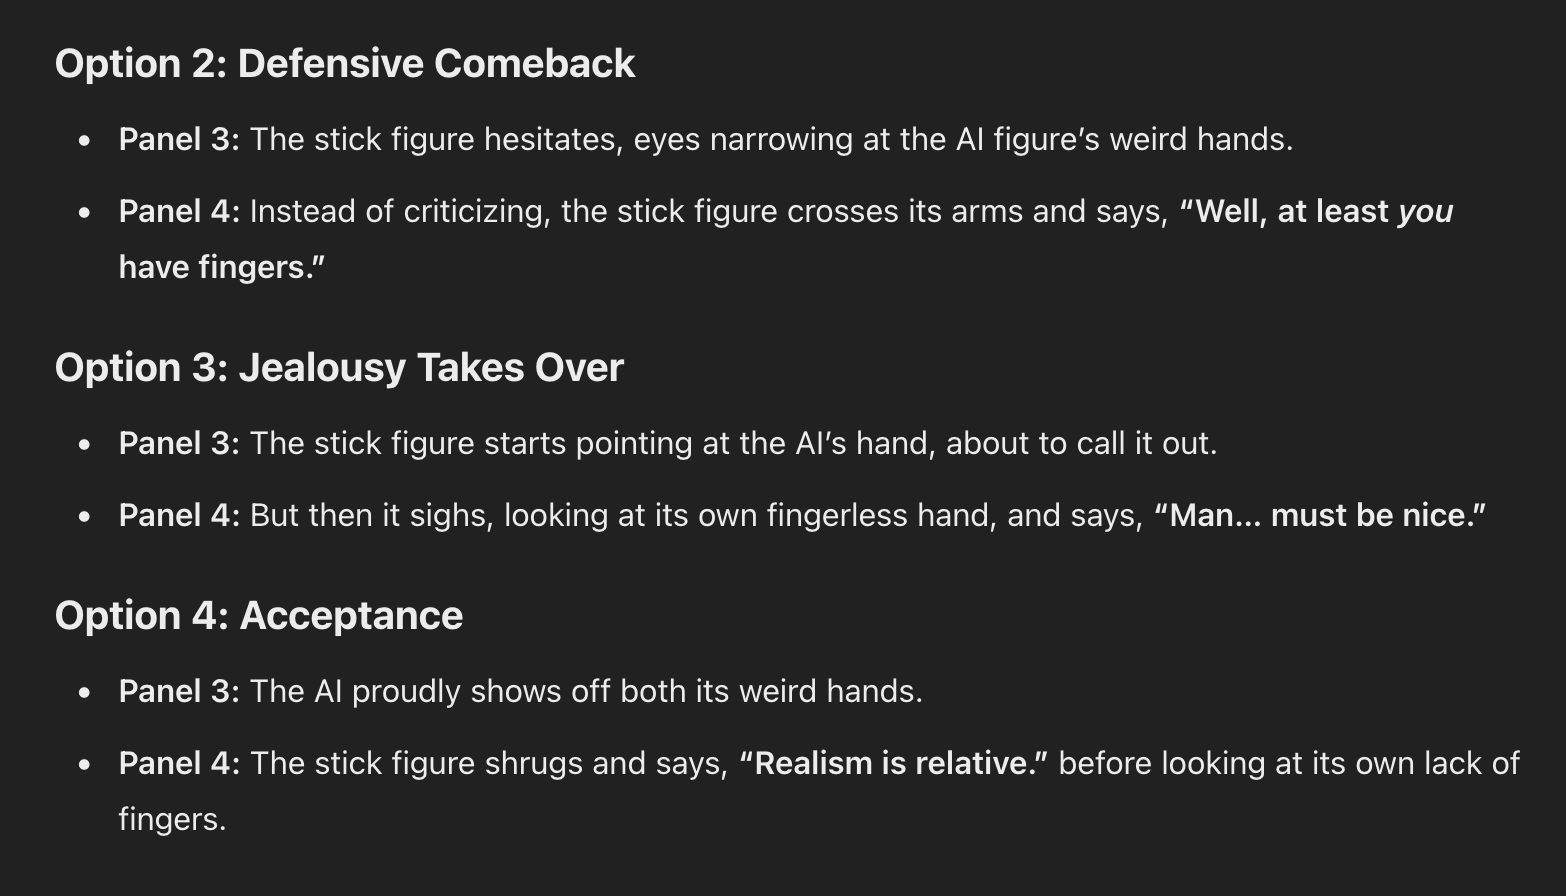 Option 2: Defensive Comeback
• Panel 3: The stick figure hesitates, eyes narrowing at the AI figure’s weird hands.
• Panel 4: Instead of criticizing, the stick figure crosses its arms and says, “Well, at least you
have fingers.”
Option 3: Jealousy Takes Over
• Panel 3: The stick figure starts pointing at the AI’s hand, about to call it out.
• Panel 4: But then it sighs, looking at its own fingerless hand, and says, “Man… must be nice.”
Option 4: Acceptance
• Panel 3: The AI proudly shows off both its weird hands.
• Panel 4: The stick figure shrugs and says, “Realism is relative.” before looking at its own lack of
fingers.